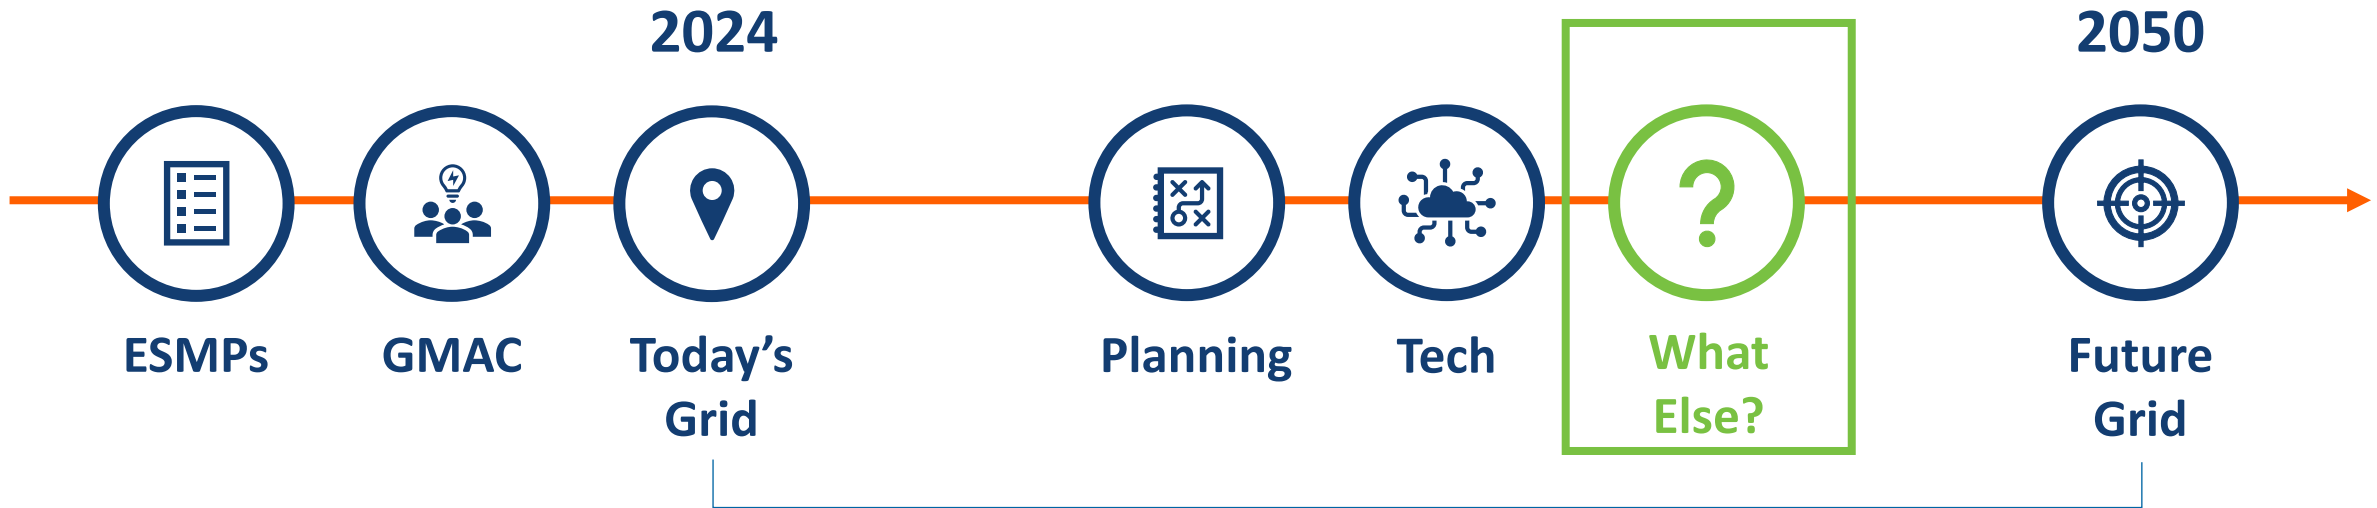 2024
2050
ESMPs
GMAC
Today's
Grid
Planning
Tech
What
Else?
Future
Grid